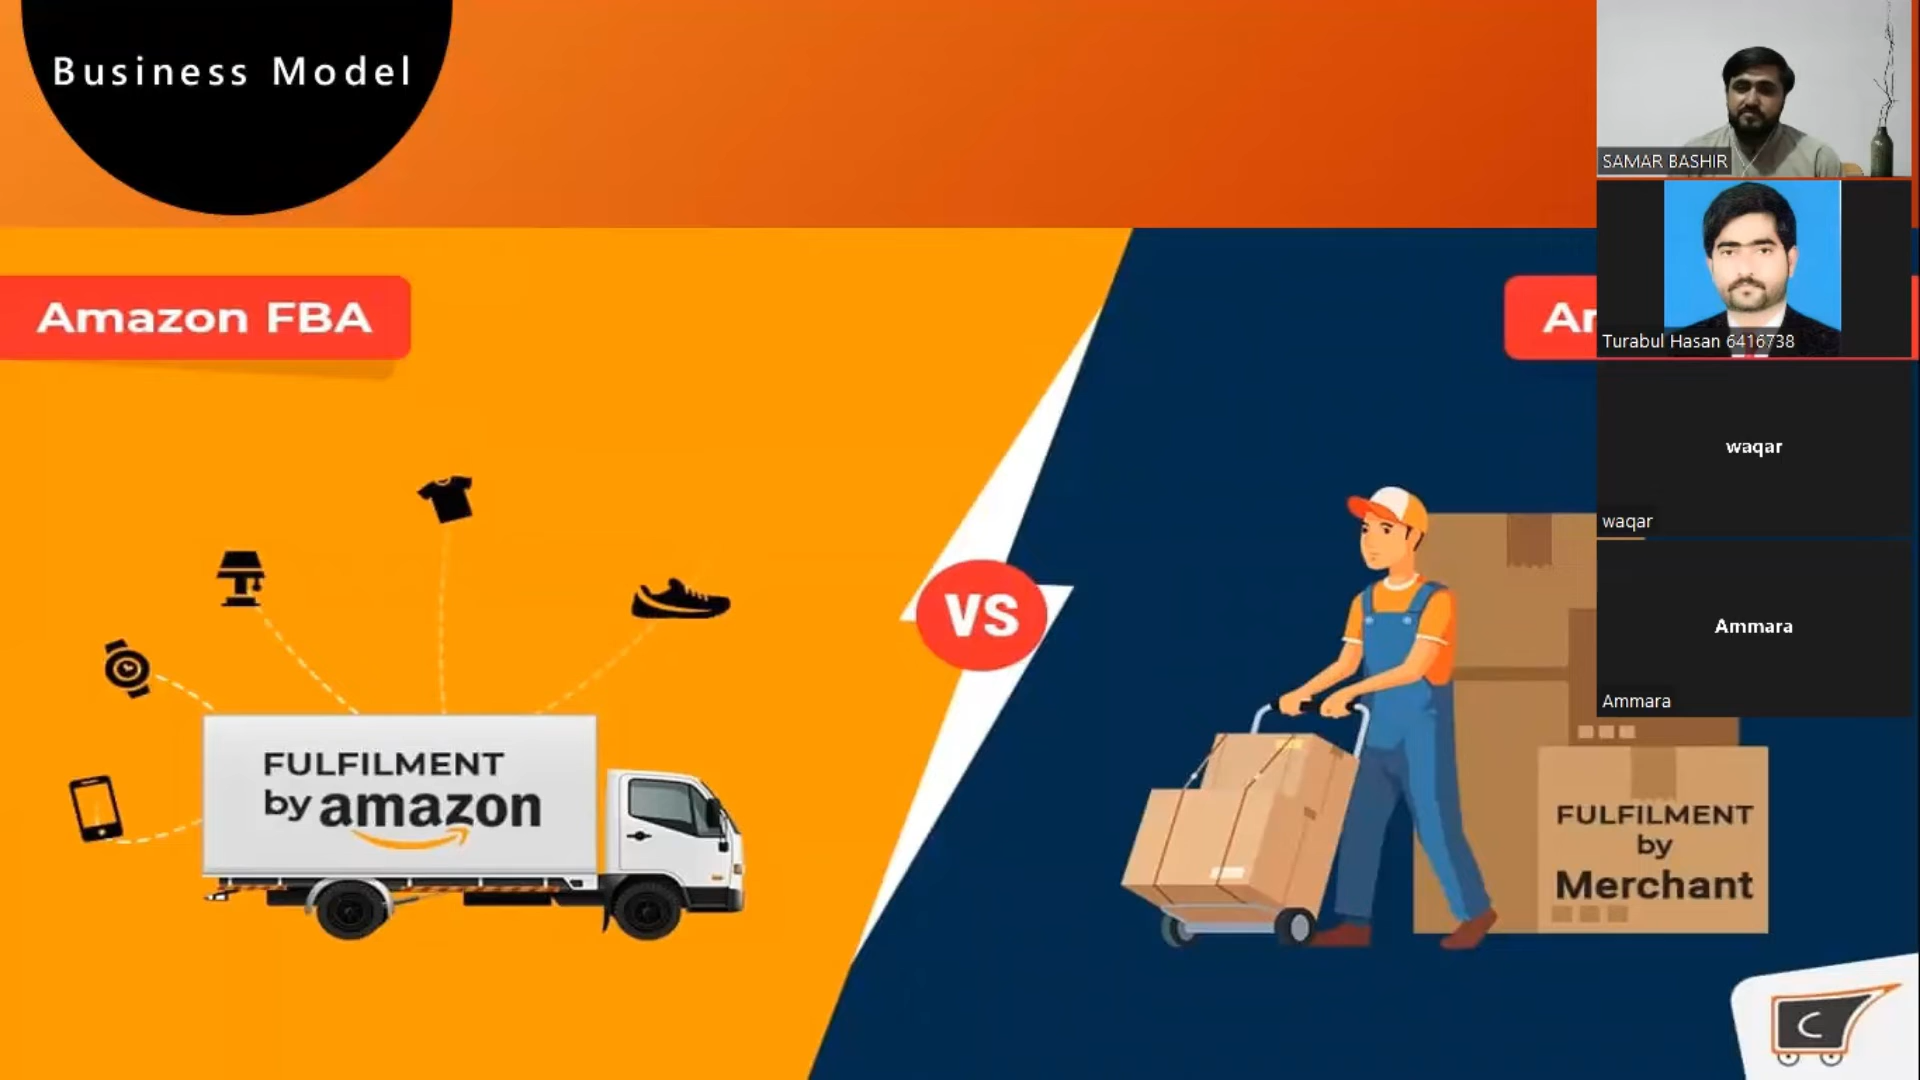 Business Model
Amazon FBA
VS
FULFILMENT
by amazon
FULFILMENT
by
Merchant
C
SAMAR BASHIR
Turabul Hasan 6416738
waqar
waqar
Ammara
Ammara